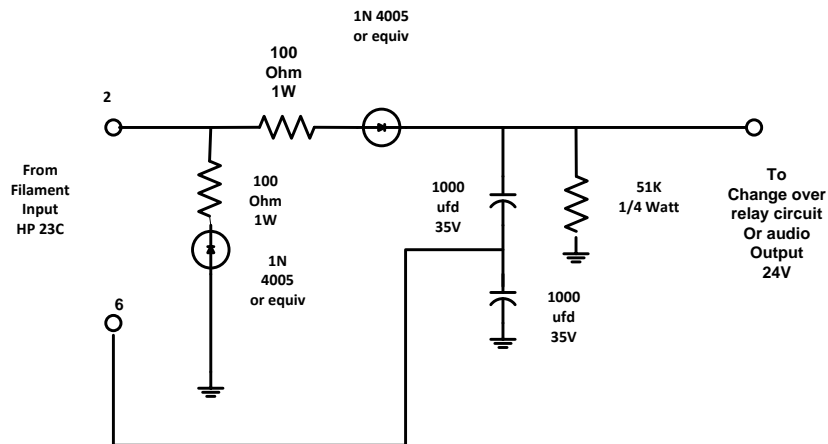 1N 4005
or equiv
100
Ohm
1W
2
From
Filament
Input
HP 23C
100
Ohm
1W
1N
4005
or equiv
1000
ufd
35V
51K
1/4 Watt
To
Change over
relay circuit
Or audio
Output
24V
6
1000
ufd
35V